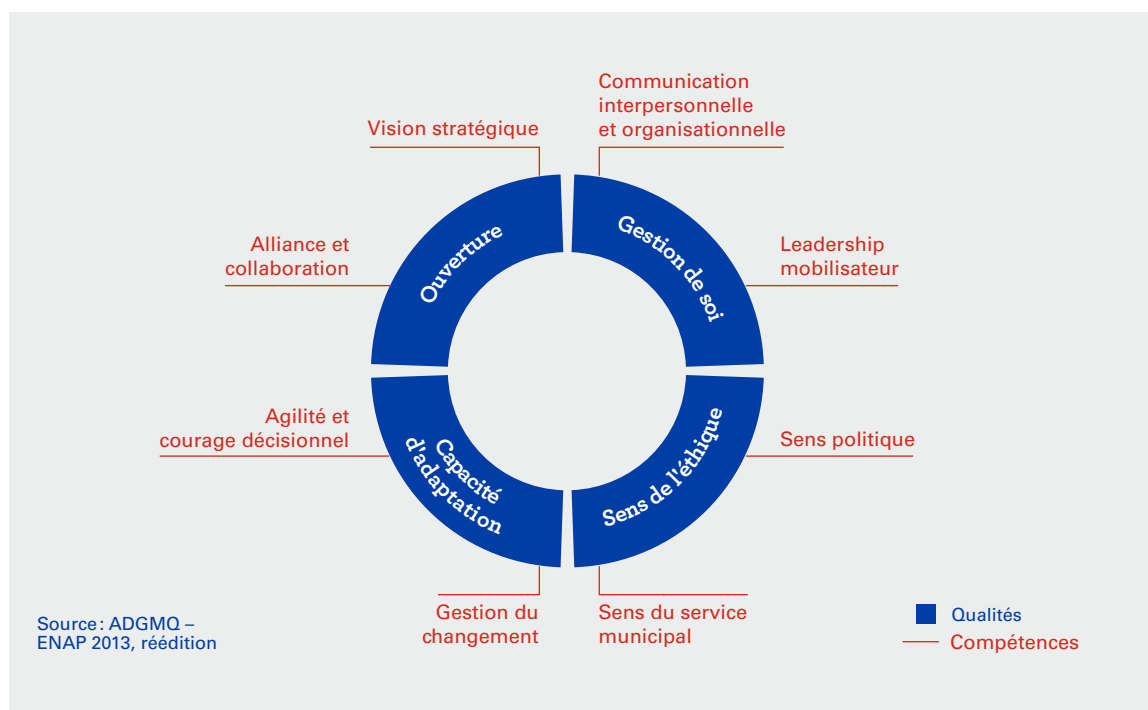 Communication
interpersonnelle
et organisationnelle
Vision stratégique
Ouverture
Gestion de soi
Alliance et
collaboration
Leadership
mobilisateur
Agilité et
courage décisionnel
Capacité
d'adaptation
Sens de l'éthique
Sens politique
Gestion du
changement
Sens du service
municipal
Source : ADGMQ –
ENAP 2013, réédition
Qualités
Compétences